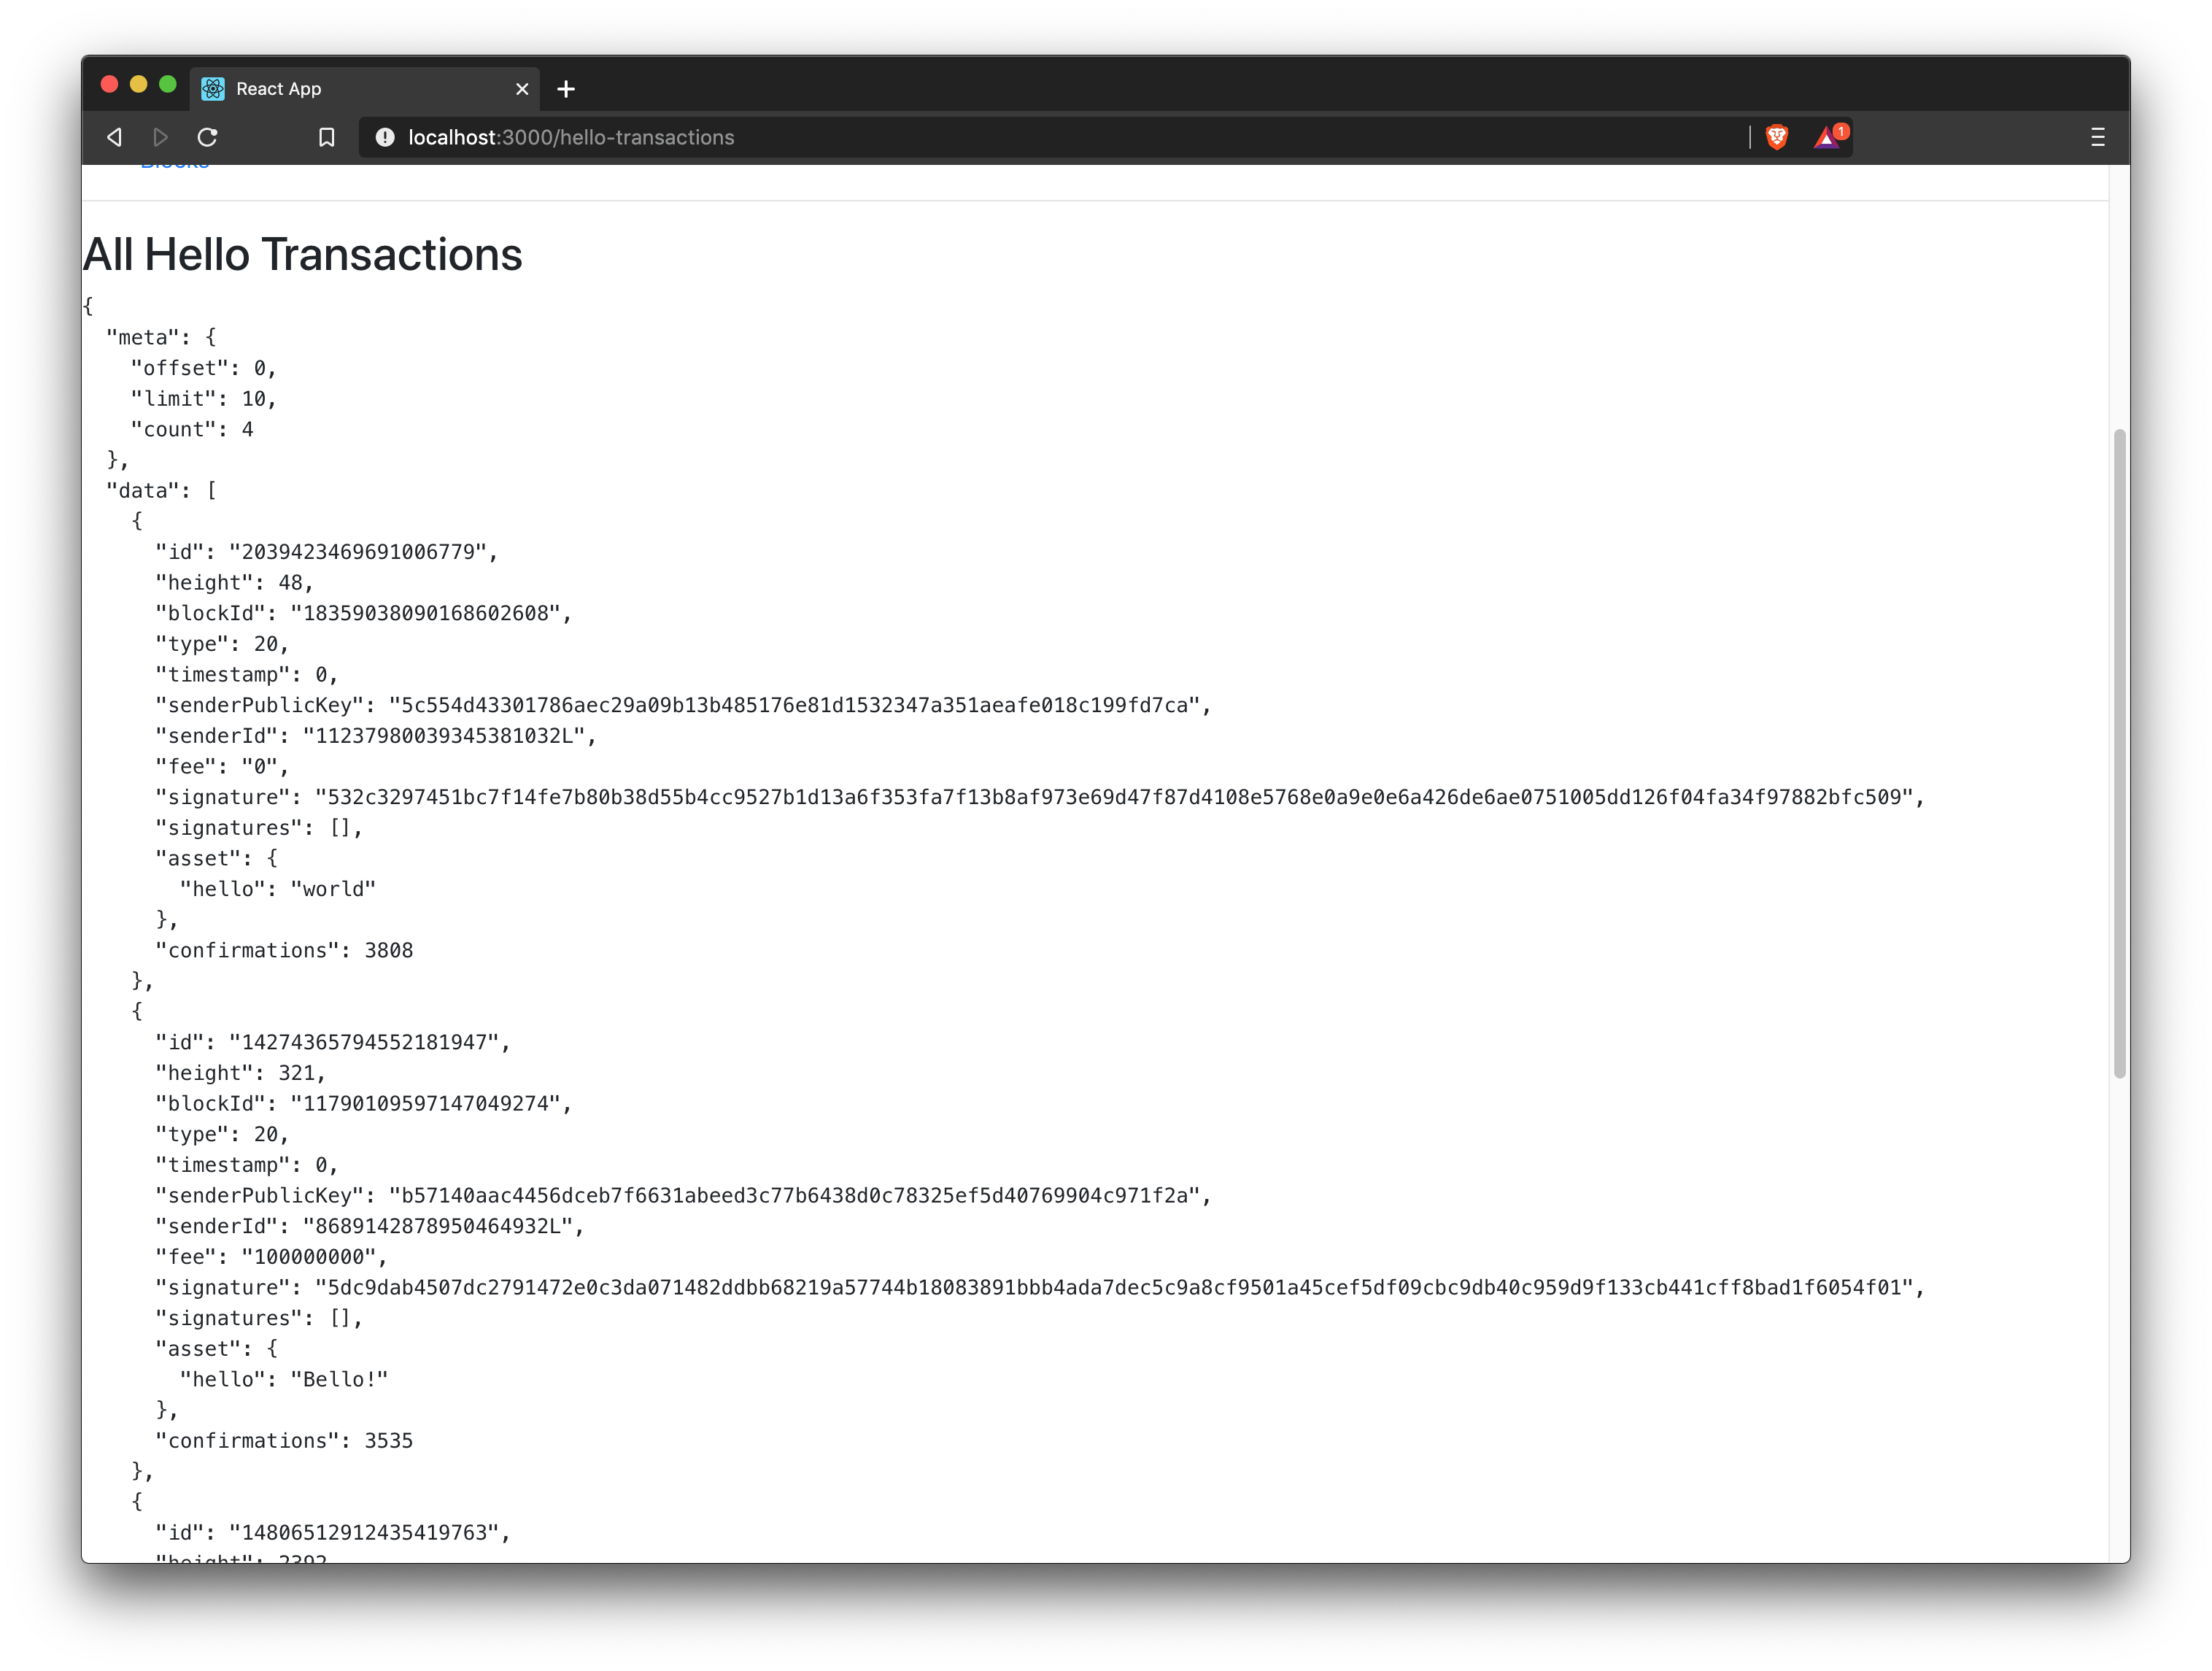 React App
localhost:3000/hello-transactions
1
Blocks
All Hello Transactions
{
  "meta": {
    "offset": 0,
    "limit": 10,
    "count": 4
  },
  "data": [
    {
      "id": "2039423469691006779",
      "height": 48,
      "blockId": "18359038090168602608",
      "type": 20,
      "timestamp": 0,
      "senderPublicKey": "5c554d43301786aec29a09b13b485176e81d1532347a351aeafe018c199fd7ca",
      "senderId": "11237980039345381032L",
      "fee": "0",
      "signature": "532c3297451bc7f14fe7b80b38d55b4cc9527b1d13a6f353fa7f13b8af973e69d47f87d4108e5768e0a9e0e6a426de6ae0751005dd126f04fa34f97882bfc509",
      "signatures": [],
      "asset": {
        "hello": "world"
      },
      "confirmations": 3808
    },
    {
      "id": "14274365794552181947",
      "height": 321,
      "blockId": "11790109597147049274",
      "type": 20,
      "timestamp": 0,
      "senderPublicKey": "b57140aac4456dceb7f6631abeed3c77b6438d0c78325ef5d40769904c971f2a",
      "senderId": "8689142878950464932L",
      "fee": "100000000",
      "signature": "5dc9dab4507dc2791472e0c3da071482ddbb68219a57744b18083891bbb4ada7dec5c9a8cf9501a45cef5df09cbc9db40c959d9f133cb441cff8bad1f6054f01",
      "signatures": [],
      "asset": {
        "hello": "Bello!"
      },
      "confirmations": 3535
    },
    {
      "id": "14806512912435419763",
      "height": 2392